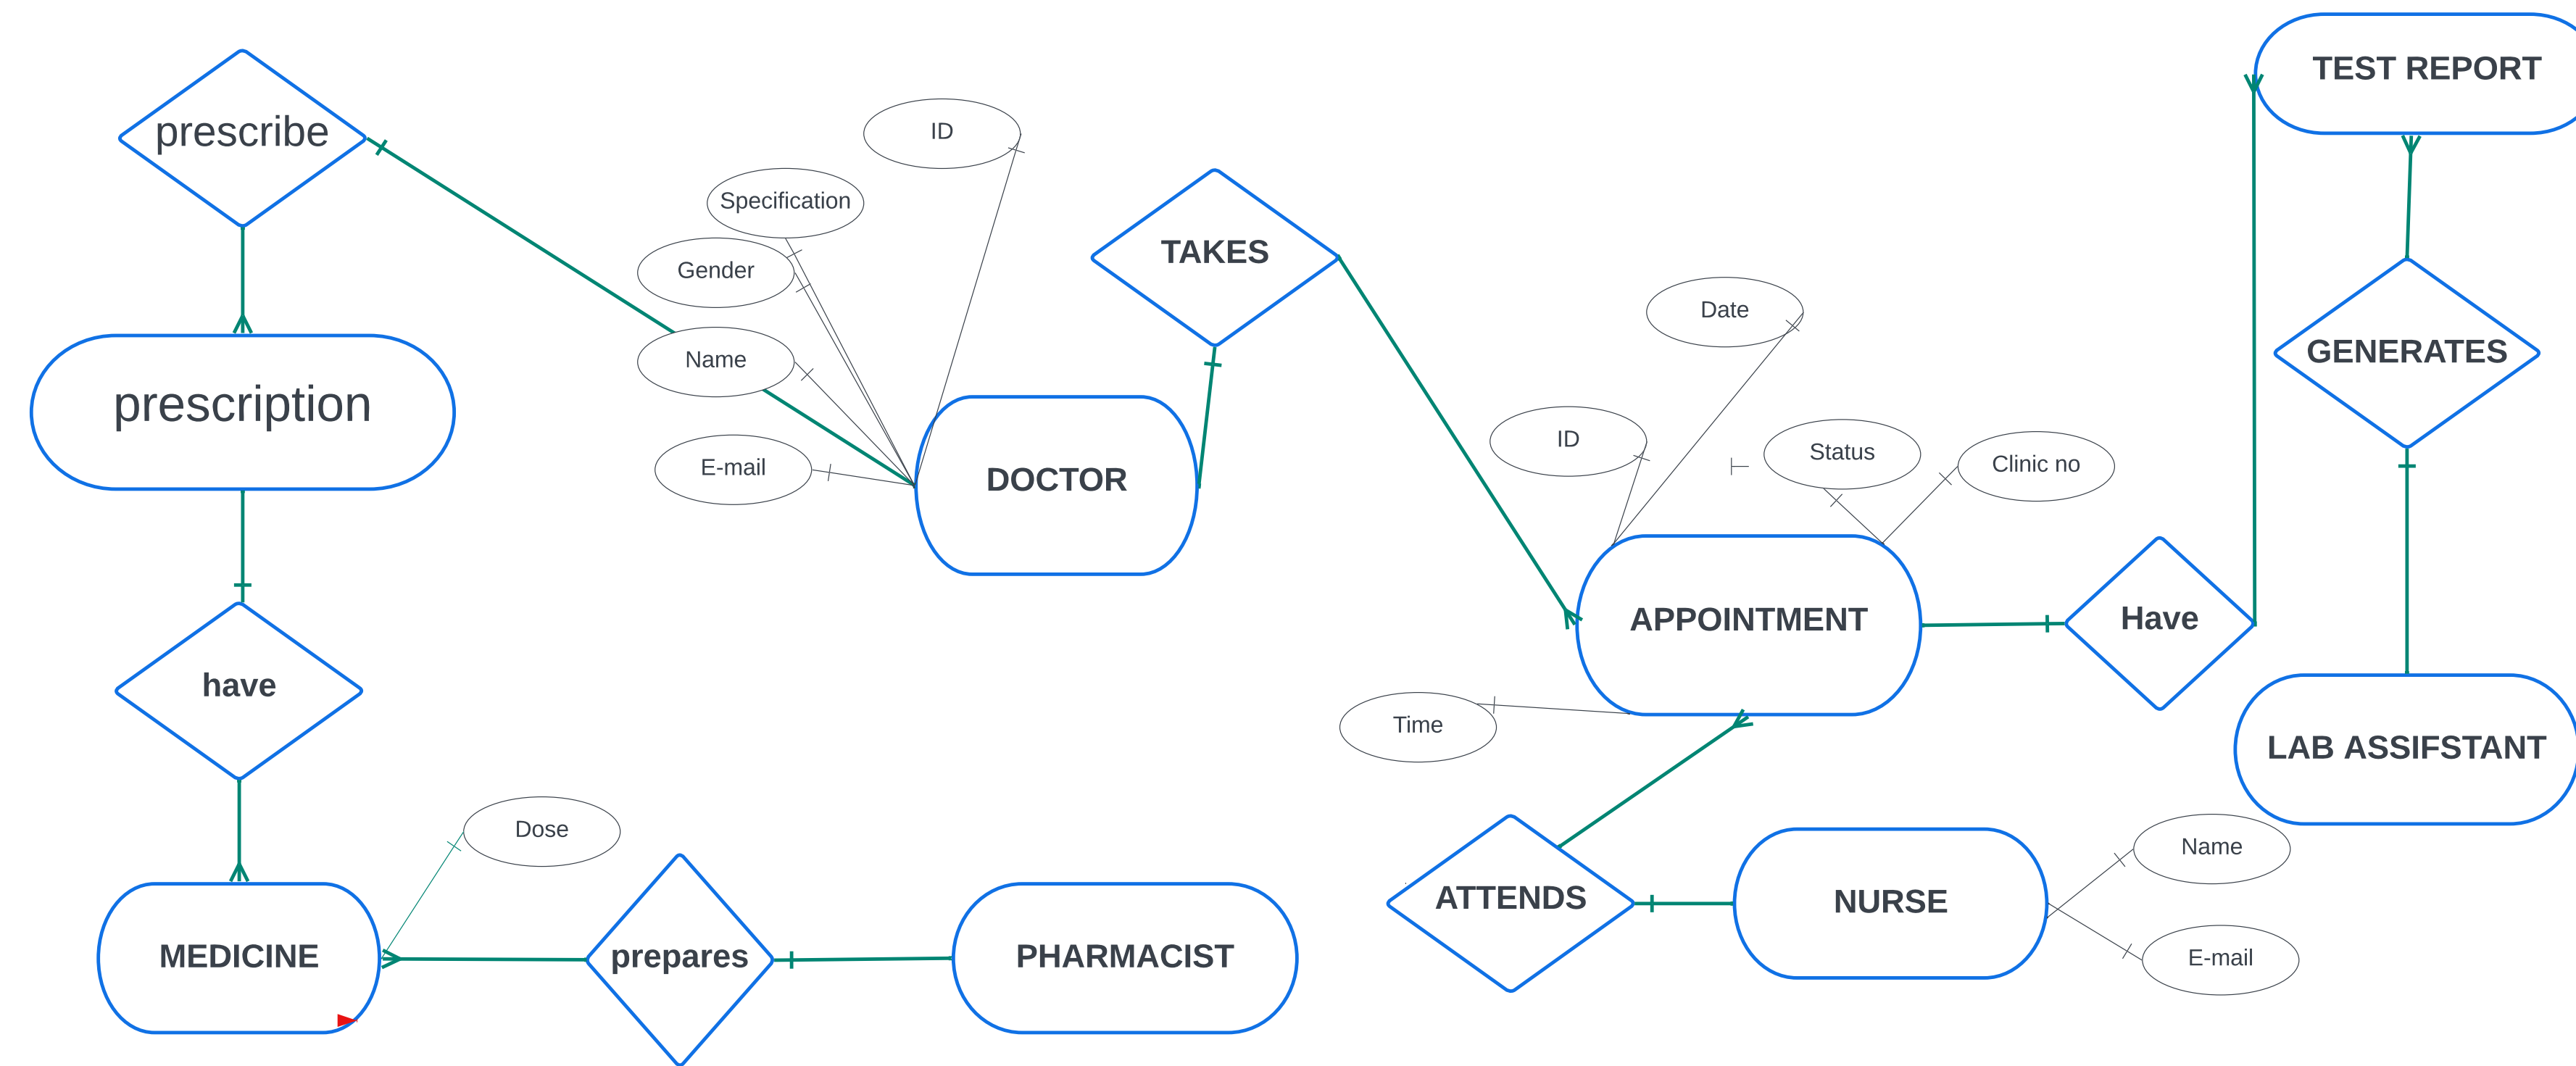 TEST REPORT
prescribe
ID
Specification
Gender
TAKES
Date
Name
GENERATES
prescription
ID
Status
Clinic no
E-mail
DOCTOR
APPOINTMENT
Have
have
Time
LAB ASSIFSTANT
Dose
Name
ATTENDS
NURSE
MEDICINE
prepares
PHARMACIST
E-mail